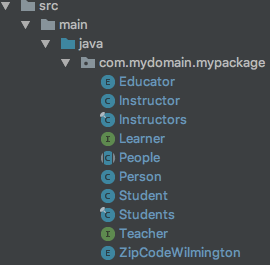 src
main
java
com.mydomain.mypackage
C Educator
C Instructor
C Instructors
I Learner
C People
C Person
C Student
C Students
I Teacher
C ZipCodeWilmington